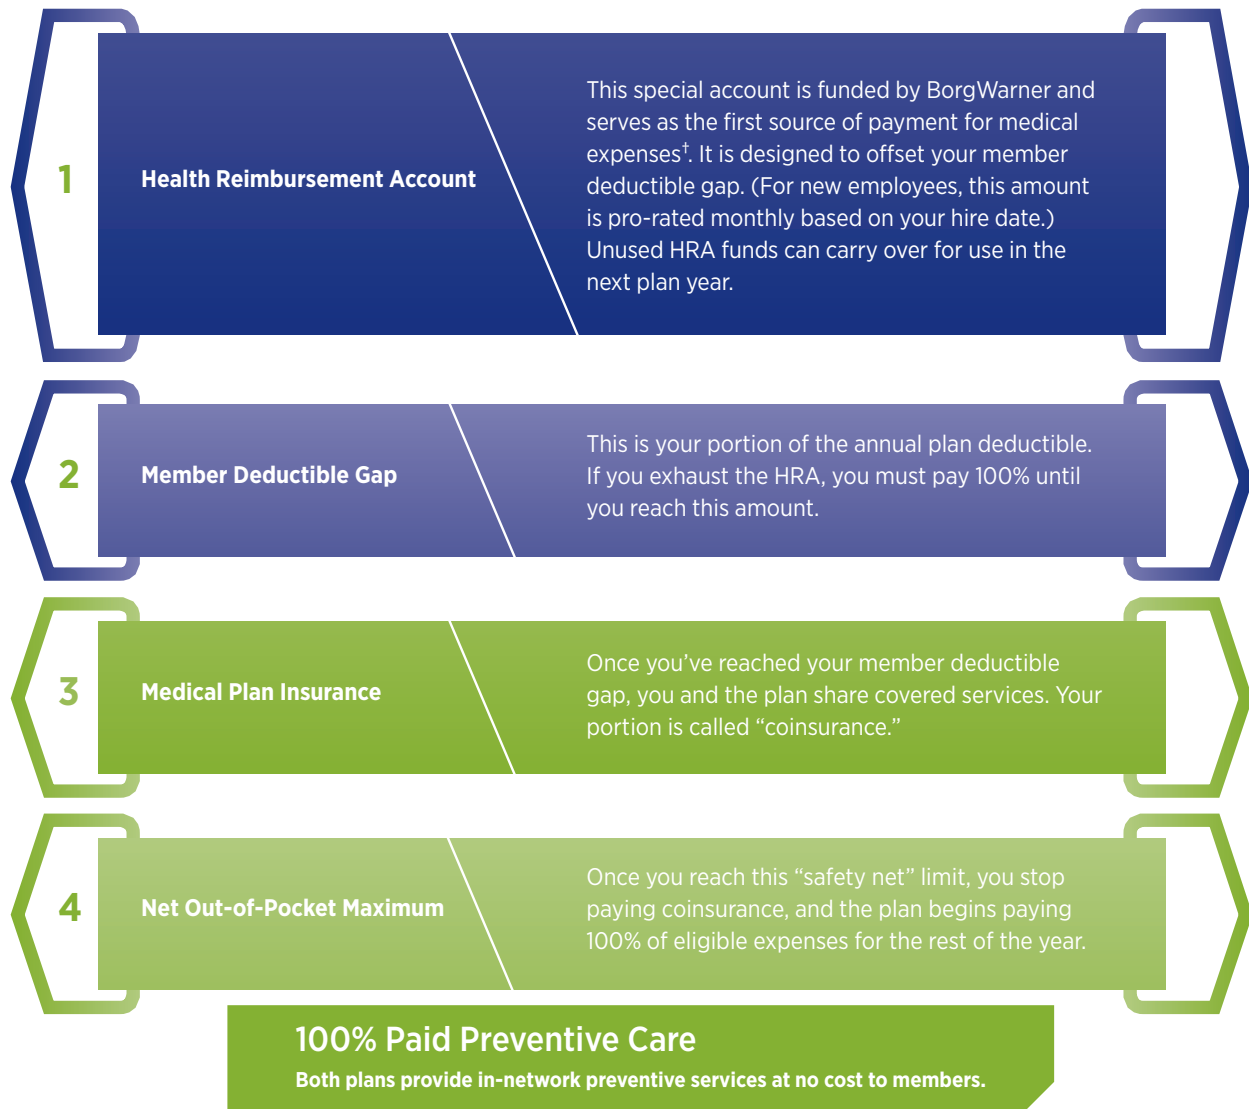 1
Health Reimbursement Account
This special account is funded by BorgWarner and
serves as the first source of payment for medical
expenses†. It is designed to offset your member
deductible gap. (For new employees, this amount
is pro-rated monthly based on your hire date.)
Unused HRA funds can carry over for use in the
next plan year.
2
Member Deductible Gap
This is your portion of the annual plan deductible.
If you exhaust the HRA, you must pay 100% until
you reach this amount.
3
Medical Plan Insurance
Once you’ve reached your member deductible
gap, you and the plan share covered services. Your
portion is called “coinsurance.”
4
Net Out-of-Pocket Maximum
Once you reach this “safety net” limit, you stop
paying coinsurance, and the plan begins paying
100% of eligible expenses for the rest of the year.
100% Paid Preventive Care
Both plans provide in-network preventive services at no cost to members.